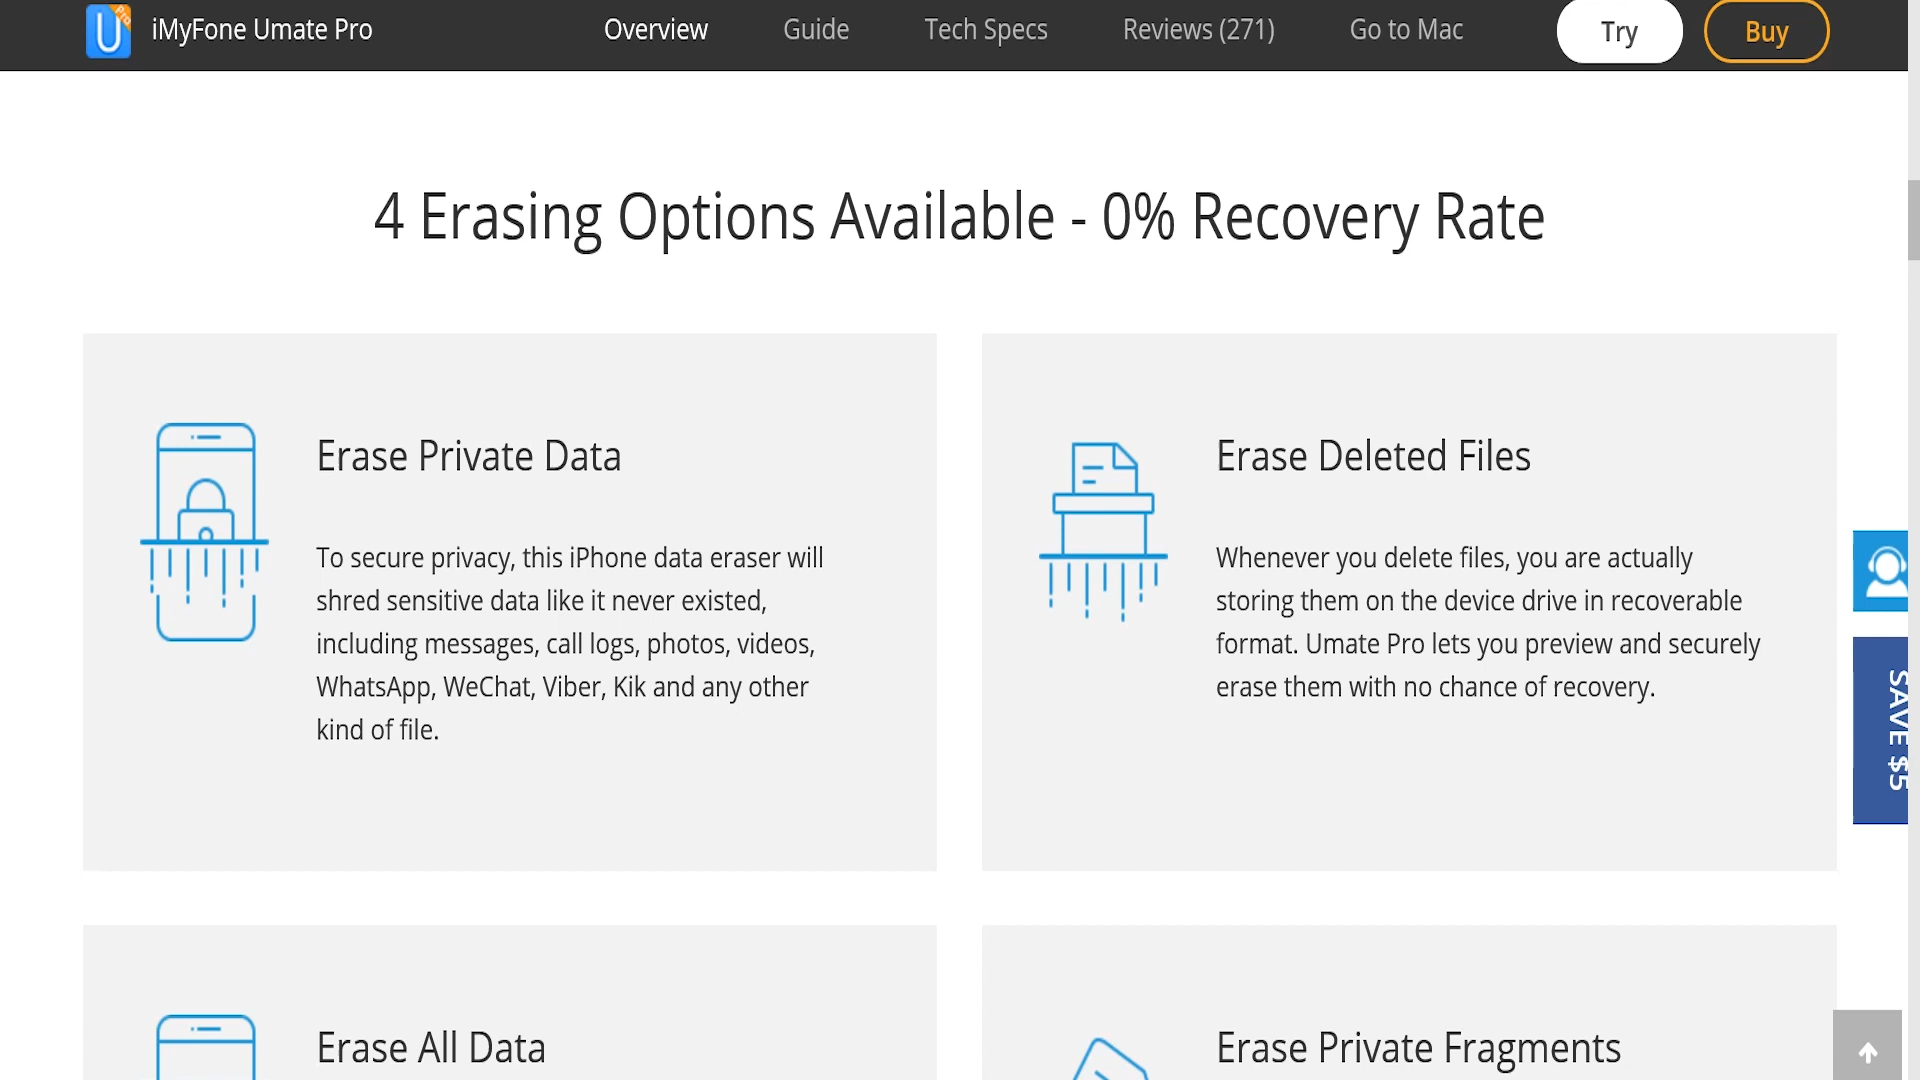 iMyFone Umate Pro
Overview
Guide
Tech Specs
Reviews (271)
Go to Mac
Try
Buy
4 Erasing Options Available - 0% Recovery Rate
Erase Private Data
To secure privacy, this iPhone data eraser will
shred sensitive data like it never existed,
including messages, call logs, photos, videos,
WhatsApp, WeChat, Viber, Kik and any other
kind of file.
Erase Deleted Files
Whenever you delete files, you are actually
storing them on the device drive in recoverable
format. Umate Pro lets you preview and securely
erase them with no chance of recovery.
SAVE $5
Erase All Data
Erase Private Fragments